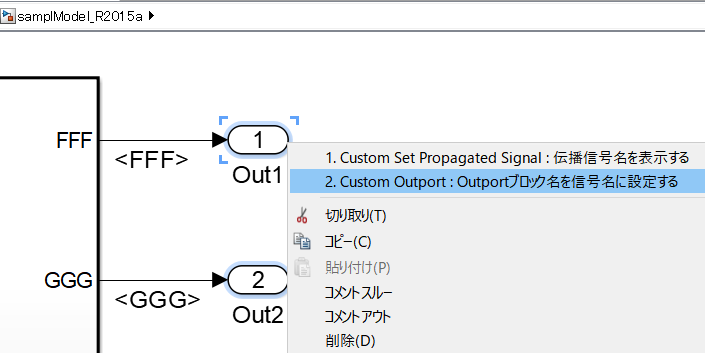 samplModel_R2015a
FFF
<FFF>
1
Out1
1. Custom Set Propagated Signal : 伝播信号名を表示する
2. Custom Outport : Outportブロック名を信号名に設定する
切り取り(T)
コピー(C)
貼り付け(P)
コメントスルー
コメントアウト
削除(D)
GGG
<GGG>
2
Out2